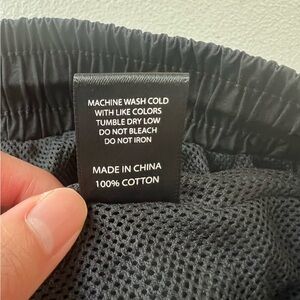 MACHINE WASH COLD
WITH LIKE COLORS
TUMBLE DRY LOW
DO NOT BLEACH
DO NOT IRON
MADE IN CHINA
100% COTTON